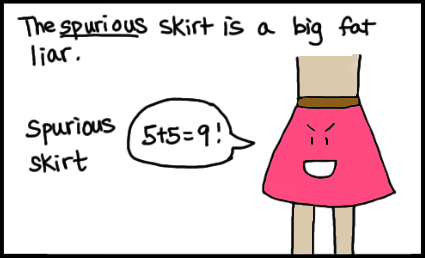 The spurious skirt is a big fat
liar.
Spurious
skirt
5+5=9!